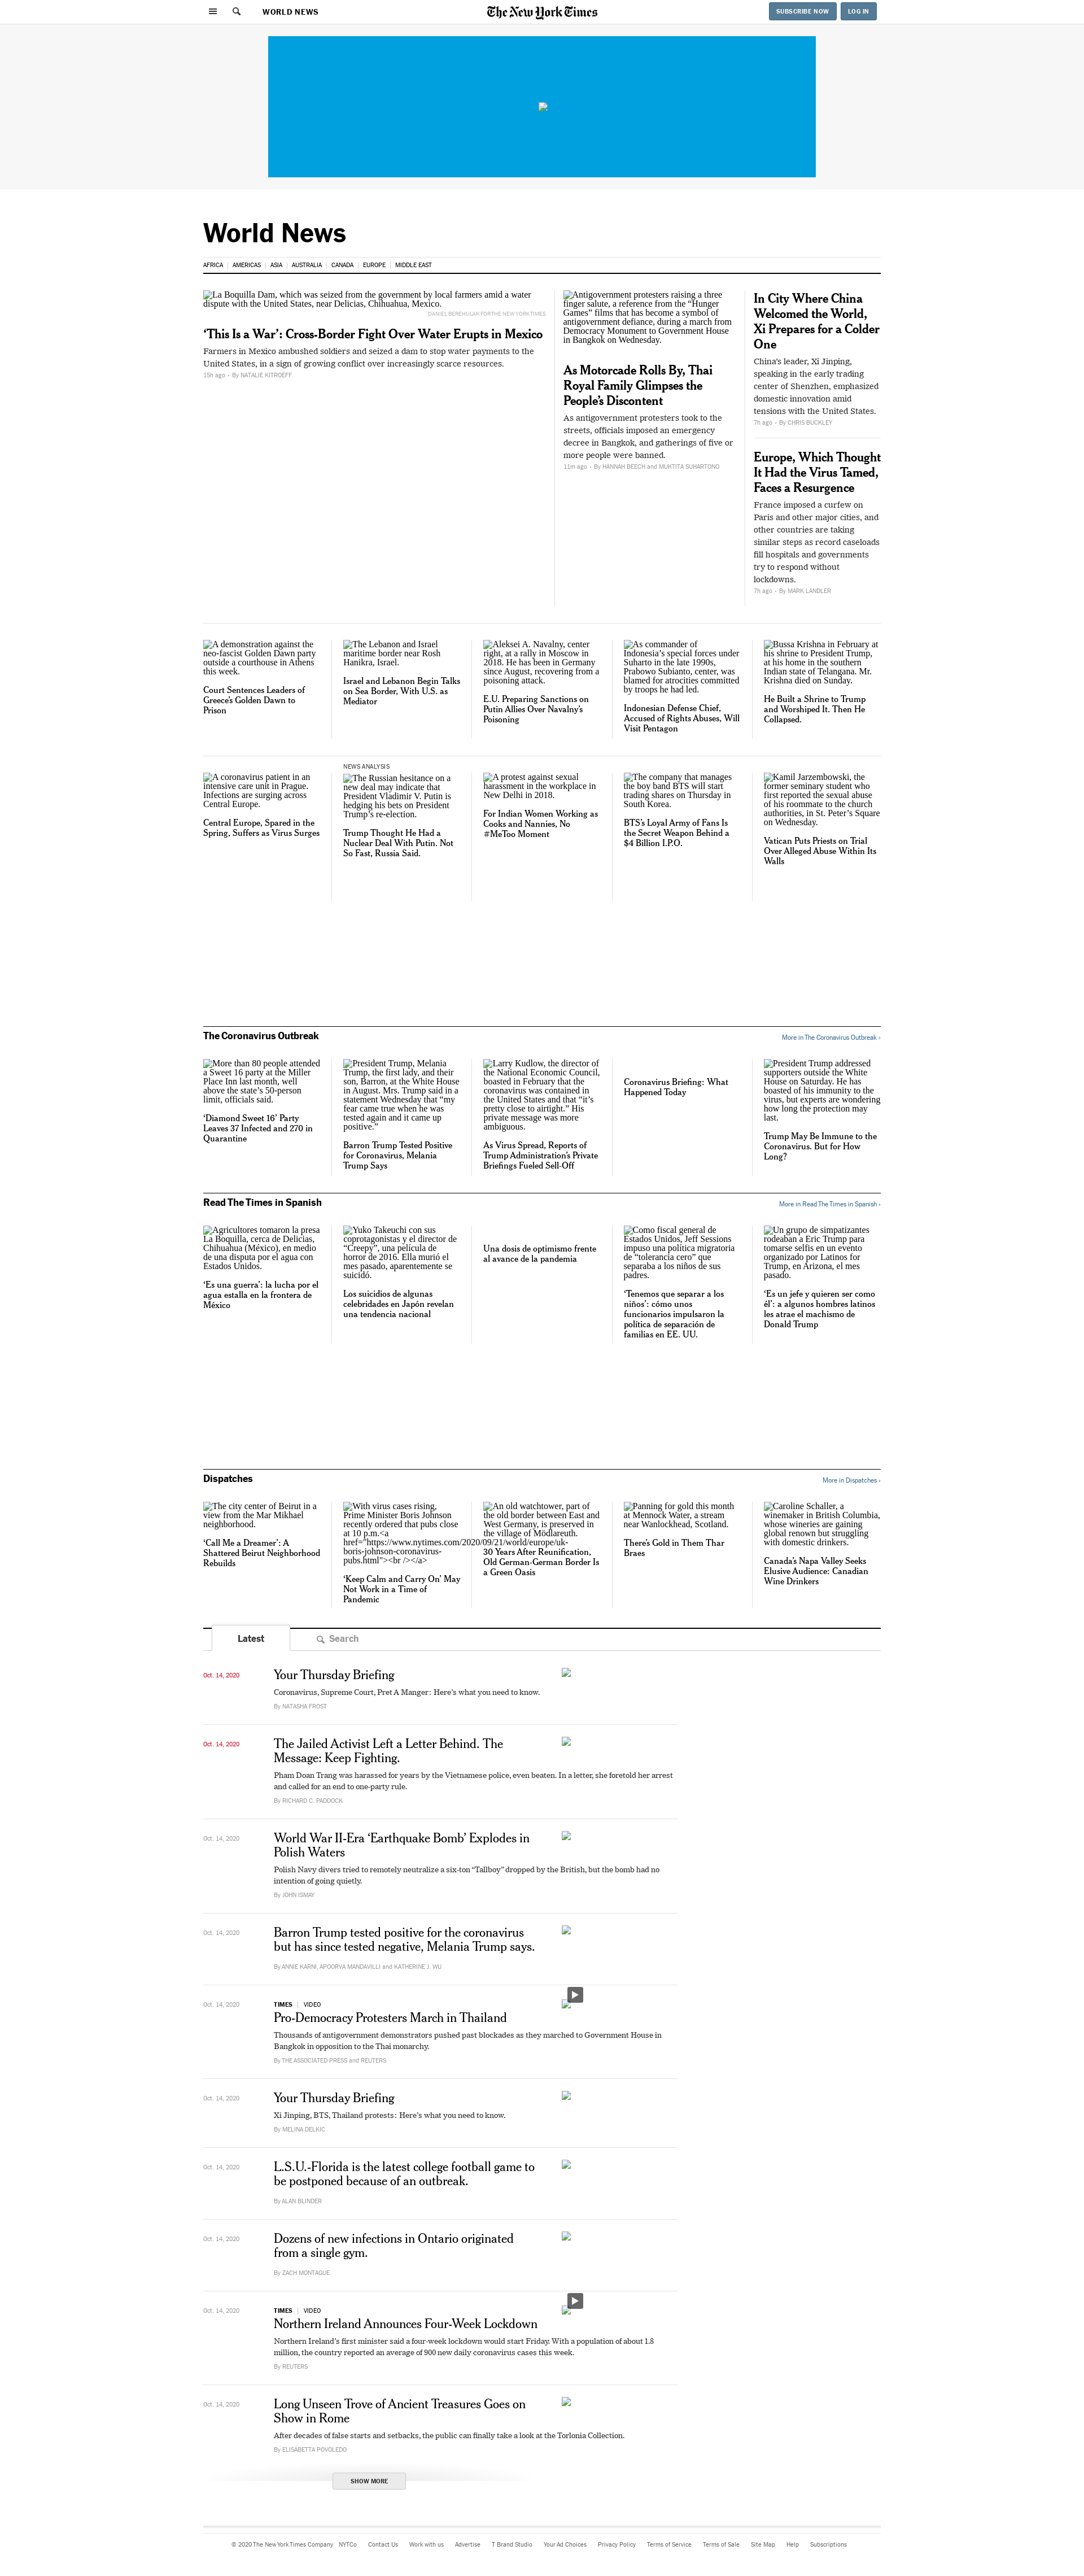 WORLD NEWS
The New York Times
SUBSCRIBE NOW
LOG IN
World News
AFRICA
AMERICAS
ASIA
AUSTRALIA
CANADA
EUROPE
MIDDLE EAST
La Boquilla Dam, which was seized from the government by local farmers amid a water
dispute with the United States, near Delicias, Chihuahua, Mexico.
DANIEL BEREHULAK FOR THE NEW YORK TIMES
‘This Is a War’: Cross-Border Fight Over Water Erupts in Mexico
Farmers in Mexico ambushed soldiers and seized a dam to stop water payments to the
United States, in a sign of growing conflict over increasingly scarce resources.
15h ago • By NATALIE KITROEFF
Antigovernment protesters raising a three
finger salute, a reference from the “Hunger
Games” films that has become a symbol of
antigovernment defiance, during a march from
Democracy Monument to Government House
in Bangkok on Wednesday.
As Motorcade Rolls By, Thai
Royal Family Glimpses the
People’s Discontent
As antigovernment protesters took to the
streets, officials imposed an emergency
decree in Bangkok, and gatherings of five or
more people were banned.
11m ago • By HANNAH BEECH and MUKTITA SUHARTONO
In City Where China
Welcomed the World,
Xi Prepares for a Colder
One
China’s leader, Xi Jinping,
speaking in the early trading
center of Shenzhen, emphasized
domestic innovation amid
tensions with the United States.
7h ago • By CHRIS BUCKLEY
Europe, Which Thought
It Had the Virus Tamed,
Faces a Resurgence
France imposed a curfew on
Paris and other major cities, and
other countries are taking
similar steps as record caseloads
fill hospitals and governments
try to respond without
lockdowns.
7h ago • By MARK LANDLER
A demonstration against the
neo-fascist Golden Dawn party
outside a courthouse in Athens
this week.
Court Sentences Leaders of
Greece’s Golden Dawn to
Prison
The Lebanon and Israel
maritime border near Rosh
Hanikra, Israel.
Israel and Lebanon Begin Talks
on Sea Border, With U.S. as
Mediator
Aleksei A. Navalny, center
right, at a rally in Moscow in
2018. He has been in Germany
since August, recovering from a
poisoning attack.
E.U. Preparing Sanctions on
Putin Allies Over Navalny’s
Poisoning
As commander of
Indonesia’s special forces under
Suharto in the late 1990s,
Prabowo Subianto, center, was
blamed for atrocities committed
by troops he had led.
Indonesian Defense Chief,
Accused of Rights Abuses, Will
Visit Pentagon
Bussa Krishna in February at
his shrine to President Trump,
at his home in the southern
Indian state of Telangana. Mr.
Krishna died on Sunday.
He Built a Shrine to Trump
and Worshiped It. Then He
Collapsed.
A coronavirus patient in an
intensive care unit in Prague.
Infections are surging across
Central Europe.
Central Europe, Spared in the
Spring, Suffers as Virus Surges
NEWS ANALYSIS
The Russian hesitance on a
new deal may indicate that
President Vladimir V. Putin is
hedging his bets on President
Trump’s re-election.
Trump Thought He Had a
Nuclear Deal With Putin. Not
So Fast, Russia Said.
A protest against sexual
harassment in the workplace in
New Delhi in 2018.
For Indian Women Working as
Cooks and Nannies, No
#MeToo Moment
The company that manages
the boy band BTS will start
trading shares on Thursday in
South Korea.
BTS’s Loyal Army of Fans Is
the Secret Weapon Behind a
$4 Billion I.P.O.
Kamil Jarzembowski, the
former seminary student who
first reported the sexual abuse
of his roommate to the church
authorities, in St. Peter’s Square
on Wednesday.
Vatican Puts Priests on Trial
Over Alleged Abuse Within Its
Walls
The Coronavirus Outbreak
More in The Coronavirus Outbreak ›
More than 80 people attended
a Sweet 16 party at the Miller
Place Inn last month, well
above the state’s 50-person
limit, officials said.
‘Diamond Sweet 16’ Party
Leaves 37 Infected and 270 in
Quarantine
President Trump, Melania
Trump, the first lady, and their
son, Barron, at the White House
in August. Mrs. Trump said in a
statement Wednesday that “my
fear came true when he was
tested again and it came up
positive.”
Barron Trump Tested Positive
for Coronavirus, Melania
Trump Says
Larry Kudlow, the director of
the National Economic Council,
boasted in February that the
coronavirus was contained in
the United States and that “it’s
pretty close to airtight.” His
private message was more
ambiguous.
As Virus Spread, Reports of
Trump Administration’s Private
Briefings Fueled Sell-Off
Coronavirus Briefing: What
Happened Today
President Trump addressed
supporters outside the White
House on Saturday. He has
boasted of his immunity to the
virus, but experts are wondering
how long the protection may
last.
Trump May Be Immune to the
Coronavirus. But for How
Long?
Read The Times in Spanish
More in Read The Times in Spanish ›
Agricultores tomaron la presa
La Boquilla, cerca de Delicias,
Chihuahua (México), en medio
de una disputa por el agua con
Estados Unidos.
‘Es una guerra’: la lucha por el
agua estalla en la frontera de
México
Yuko Takeuchi con sus
coprotagonistas y el director de
“Creepy”, una película de
horror de 2016. Ella murió el
mes pasado, aparentemente se
suicidó.
Los suicidios de algunas
celebridades en Japón revelan
una tendencia nacional
Una dosis de optimismo frente
al avance de la pandemia
Como fiscal general de
Estados Unidos, Jeff Sessions
impuso una política migratoria
de “tolerancia cero” que
separaba a los niños de sus
padres.
‘Tenemos que separar a los
niños’: cómo unos
funcionarios impulsaron la
política de separación de
familias en EE. UU.
Un grupo de simpatizantes
rodeaban a Eric Trump para
tomarse selfis en un evento
organizado por Latinos for
Trump, en Arizona, el mes
pasado.
‘Es un jefe y quieren ser como
él’: a algunos hombres latinos
les atrae el machismo de
Donald Trump
Dispatches
More in Dispatches ›
The city center of Beirut in a
view from the Mar Mikhael
neighborhood.
‘Call Me a Dreamer’: A
Shattered Beirut Neighborhood
Rebuilds
With virus cases rising,
Prime Minister Boris Johnson
recently ordered that pubs close
at 10 p.m.<a
href="https://www.nytimes.com/2020/09/21/world/europe/uk-
boris-johnson-coronavirus-
pubs.html"><br /></a>
‘Keep Calm and Carry On’ May
Not Work in a Time of
Pandemic
An old watchtower, part of
the old border between East and
West Germany, is preserved in
the village of Mödlareuth.
30 Years After Reunification,
Old German-German Border Is
a Green Oasis
Panning for gold this month
at Mennock Water, a stream
near Wanlockhead, Scotland.
There’s Gold in Them Thar
Braes
Caroline Schaller, a
winemaker in British Columbia,
whose wineries are gaining
global renown but struggling
with domestic drinkers.
Canada’s Napa Valley Seeks
Elusive Audience: Canadian
Wine Drinkers
Latest
Search
Oct. 14, 2020
Your Thursday Briefing
Coronavirus, Supreme Court, Pret A Manger: Here’s what you need to know.
By NATASHA FROST
Oct. 14, 2020
The Jailed Activist Left a Letter Behind. The
Message: Keep Fighting.
Pham Doan Trang was harassed for years by the Vietnamese police, even beaten. In a letter, she foretold her arrest
and called for an end to one-party rule.
By RICHARD C. PADDOCK
Oct. 14, 2020
World War II-Era ‘Earthquake Bomb’ Explodes in
Polish Waters
Polish Navy divers tried to remotely neutralize a six-ton “Tallboy” dropped by the British, but the bomb had no
intention of going quietly.
By JOHN ISMAY
Oct. 14, 2020
Barron Trump tested positive for the coronavirus
but has since tested negative, Melania Trump says.
By ANNIE KARNI, APOORVA MANDAVILLI and KATHERINE J. WU
Oct. 14, 2020
TIMES | VIDEO
Pro-Democracy Protesters March in Thailand
Thousands of antigovernment demonstrators pushed past blockades as they marched to Government House in
Bangkok in opposition to the Thai monarchy.
By THE ASSOCIATED PRESS and REUTERS
Oct. 14, 2020
Your Thursday Briefing
Xi Jinping, BTS, Thailand protests: Here’s what you need to know.
By MELINA DELKIC
Oct. 14, 2020
L.S.U.-Florida is the latest college football game to
be postponed because of an outbreak.
By ALAN BLINDER
Oct. 14, 2020
Dozens of new infections in Ontario originated
from a single gym.
By ZACH MONTAGUE
Oct. 14, 2020
TIMES | VIDEO
Northern Ireland Announces Four-Week Lockdown
Northern Ireland’s first minister said a four-week lockdown would start Friday. With a population of about 1.8
million, the country reported an average of 900 new daily coronavirus cases this week.
By REUTERS
Oct. 14, 2020
Long Unseen Trove of Ancient Treasures Goes on
Show in Rome
After decades of false starts and setbacks, the public can finally take a look at the Torlonia Collection.
By ELISABETTA POVOLEDO
SHOW MORE
© 2020 The New York Times Company
NYTCo
Contact Us
Work with us
Advertise
T Brand Studio
Your Ad Choices
Privacy Policy
Terms of Service
Terms of Sale
Site Map
Help
Subscriptions